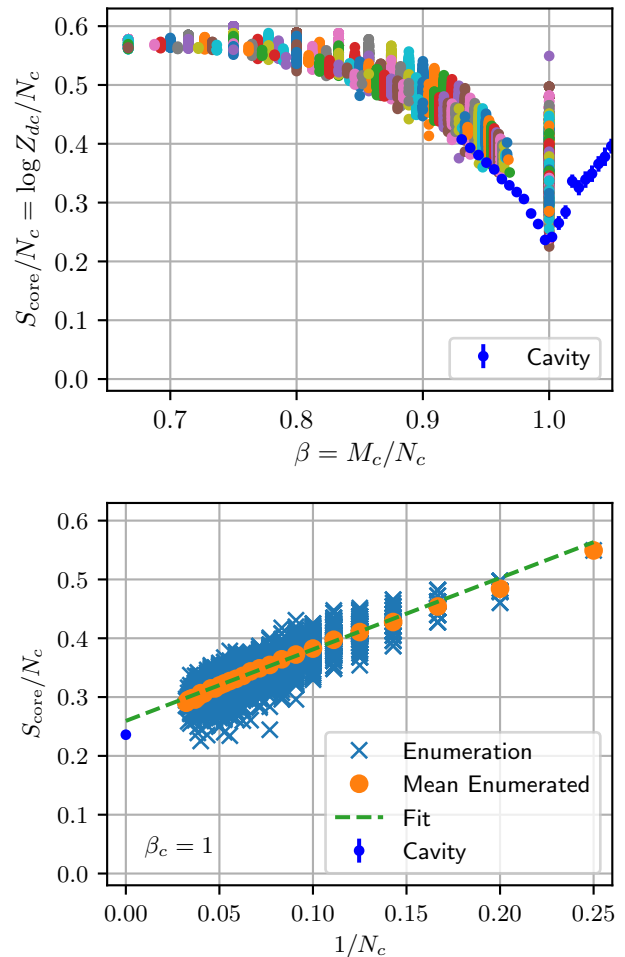 0.6
0.5
0.4
0.3
0.2
0.1
0.0
S_core/N_c = log Z_dc/N_c
Cavity
0.7 0.8 0.9 1.0
β = M_c/N_c
0.6
0.5
0.4
0.3
0.2
0.1
0.0
S_core/N_c
Enumeration
Mean Enumerated
Fit
Cavity
β_c = 1
0.00 0.05 0.10 0.15 0.20 0.25
1/N_c